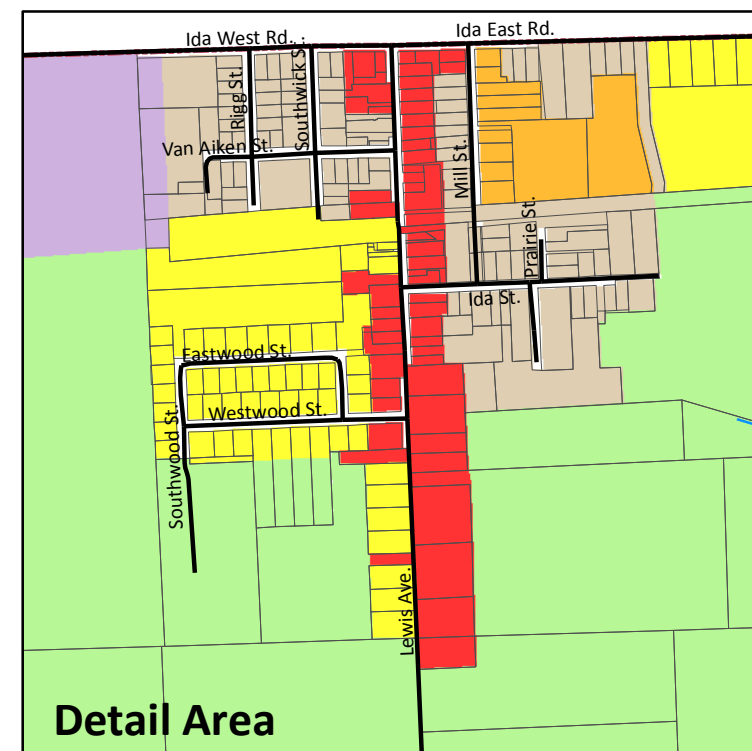 Ida West Rd.
Ida East Rd.
Rigg St.
Southwick St.
Van Aiken St.
Mill St.
Prairie St.
Ida St.
Eastwood St.
Westwood St.
Southwood St.
Lewis Ave.
Detail Area